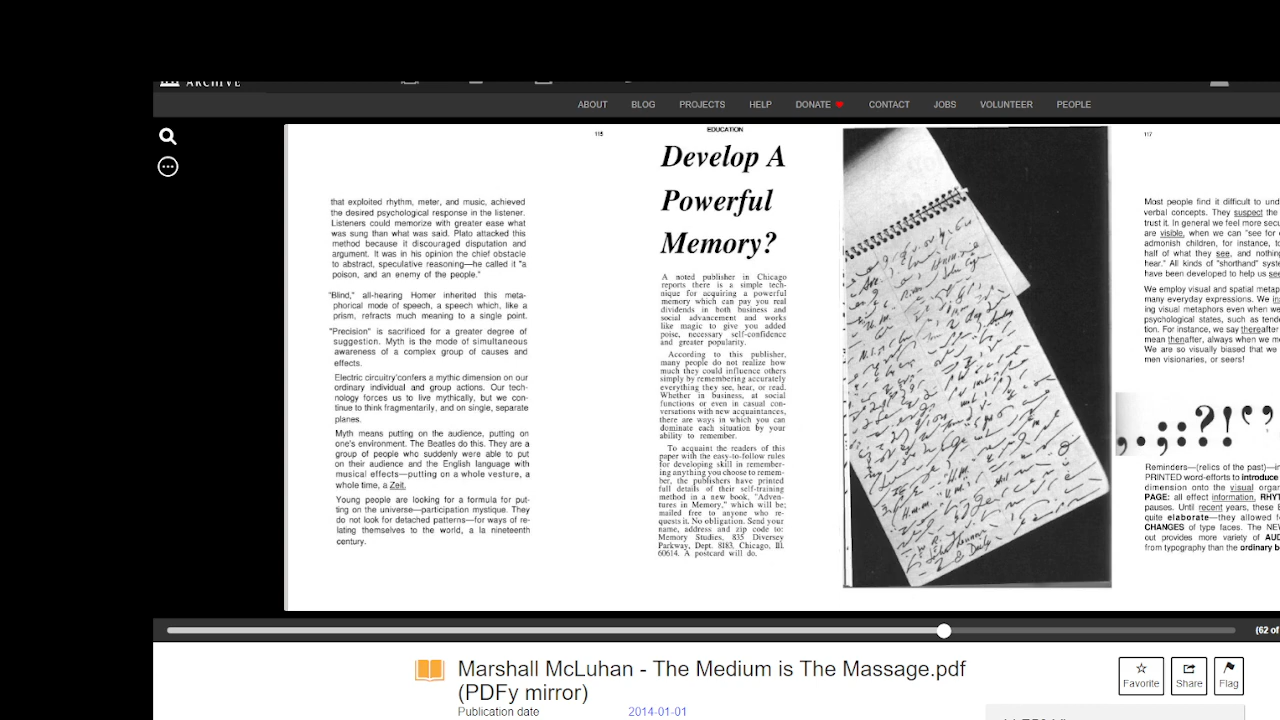 ARCHIVE
ABOUT BLOG PROJECTS HELP DONATE CONTACT JOBS VOLUNTEER PEOPLE
115
that exploited rhythm, meter, and music, achieved
the desired psychological response in the listener.
Listeners could memorize with greater ease what
was sung than what was said. Plato attacked this
method because it discouraged disputation and
argument. It was in his opinion the chief obstacle
to abstract, speculative reasoning—he called it "a
poison, and an enemy of the people."
"Blind," all-hearing Homer inherited this meta-
phorical mode of speech, a speech which, like a
prism, refracts much meaning to a single point.
"Precision" is sacrificed for a greater degree of
suggestion. Myth is the mode of simultaneous
awareness of a complex group of causes and
effects.
Electric circuitry confers a mythic dimension on our
ordinary individual and group actions. Our tech-
nology forces us to live mythically, but we con-
tinue to think fragmentarily, and on single, separate
planes.
Myth means putting on the audience, putting on
one's environment. The Beatles do this. They are a
group of people who suddenly were able to put
on their audience and the English language with
musical effects—putting on a whole vesture, a
whole time, a Zeit.
Young people are looking for a formula for put-
ting on the universe—participation mystique. They
do not look for detached patterns—for ways of re-
lating themselves to the world, a la nineteenth
century.
EDUCATION
Develop A
Powerful
Memory?
A noted publisher in Chicago
reports there is a simple tech-
nique for acquiring a powerful
memory which can pay you real
dividends in both business and
social advancement and works
like magic to give you added
poise, necessary self-confidence
and greater popularity.
According to this publisher,
many people do not realize how
much they could influence others
simply by remembering accurately
everything they see, hear, or read.
Whether in business, at social
functions or even in casual con-
versations with new acquaintances,
there are ways in which you can
dominate each situation by your
ability to remember.
To acquaint the readers of this
paper with the easy-to-follow rules
for developing skill in remember-
ing anything you choose to remem-
ber, the publishers have printed
full details of their self-training
method in a new book, "Adven-
tures in Memory," which will be
mailed free to anyone who re-
quests it. No obligation. Send your
name, address and zip code to:
Memory Studies, 835 Diversey
Parkway, Dept. 8183, Chicago, Ill.
60614. A postcard will do.
117
Most people find it difficult to und
verbal concepts. They suspect the
trust it. In general we feel more secu
are visible, when we can "see for o
admonish children, for instance, to
half of what they see, and nothing
hear." All kinds of "shorthand" syste
have been developed to help us see
We employ visual and spatial metap
many everyday expressions. We in
ing visual metaphors even when we
psychological states, such as tende
tion. For instance, we say thereafter
mean thenafter, always when we m
We are so visually biased that we
men visionaries, or seers!
, . ; : ? ! ( ' '
Reminders—(relics of the past)—in
PRINTED word-efforts to introduce
dimension onto the visual organ
PAGE: all effect information, RHYT
pauses. Until recent years, these E
quite elaborate—they allowed fo
CHANGES of type faces. The NEW
out provides more variety of AUD
from typography than the ordinary b
(62 of
Marshall McLuhan - The Medium is The Massage.pdf
(PDFy mirror)
Favorite Share Flag
Publication date 2014-01-01